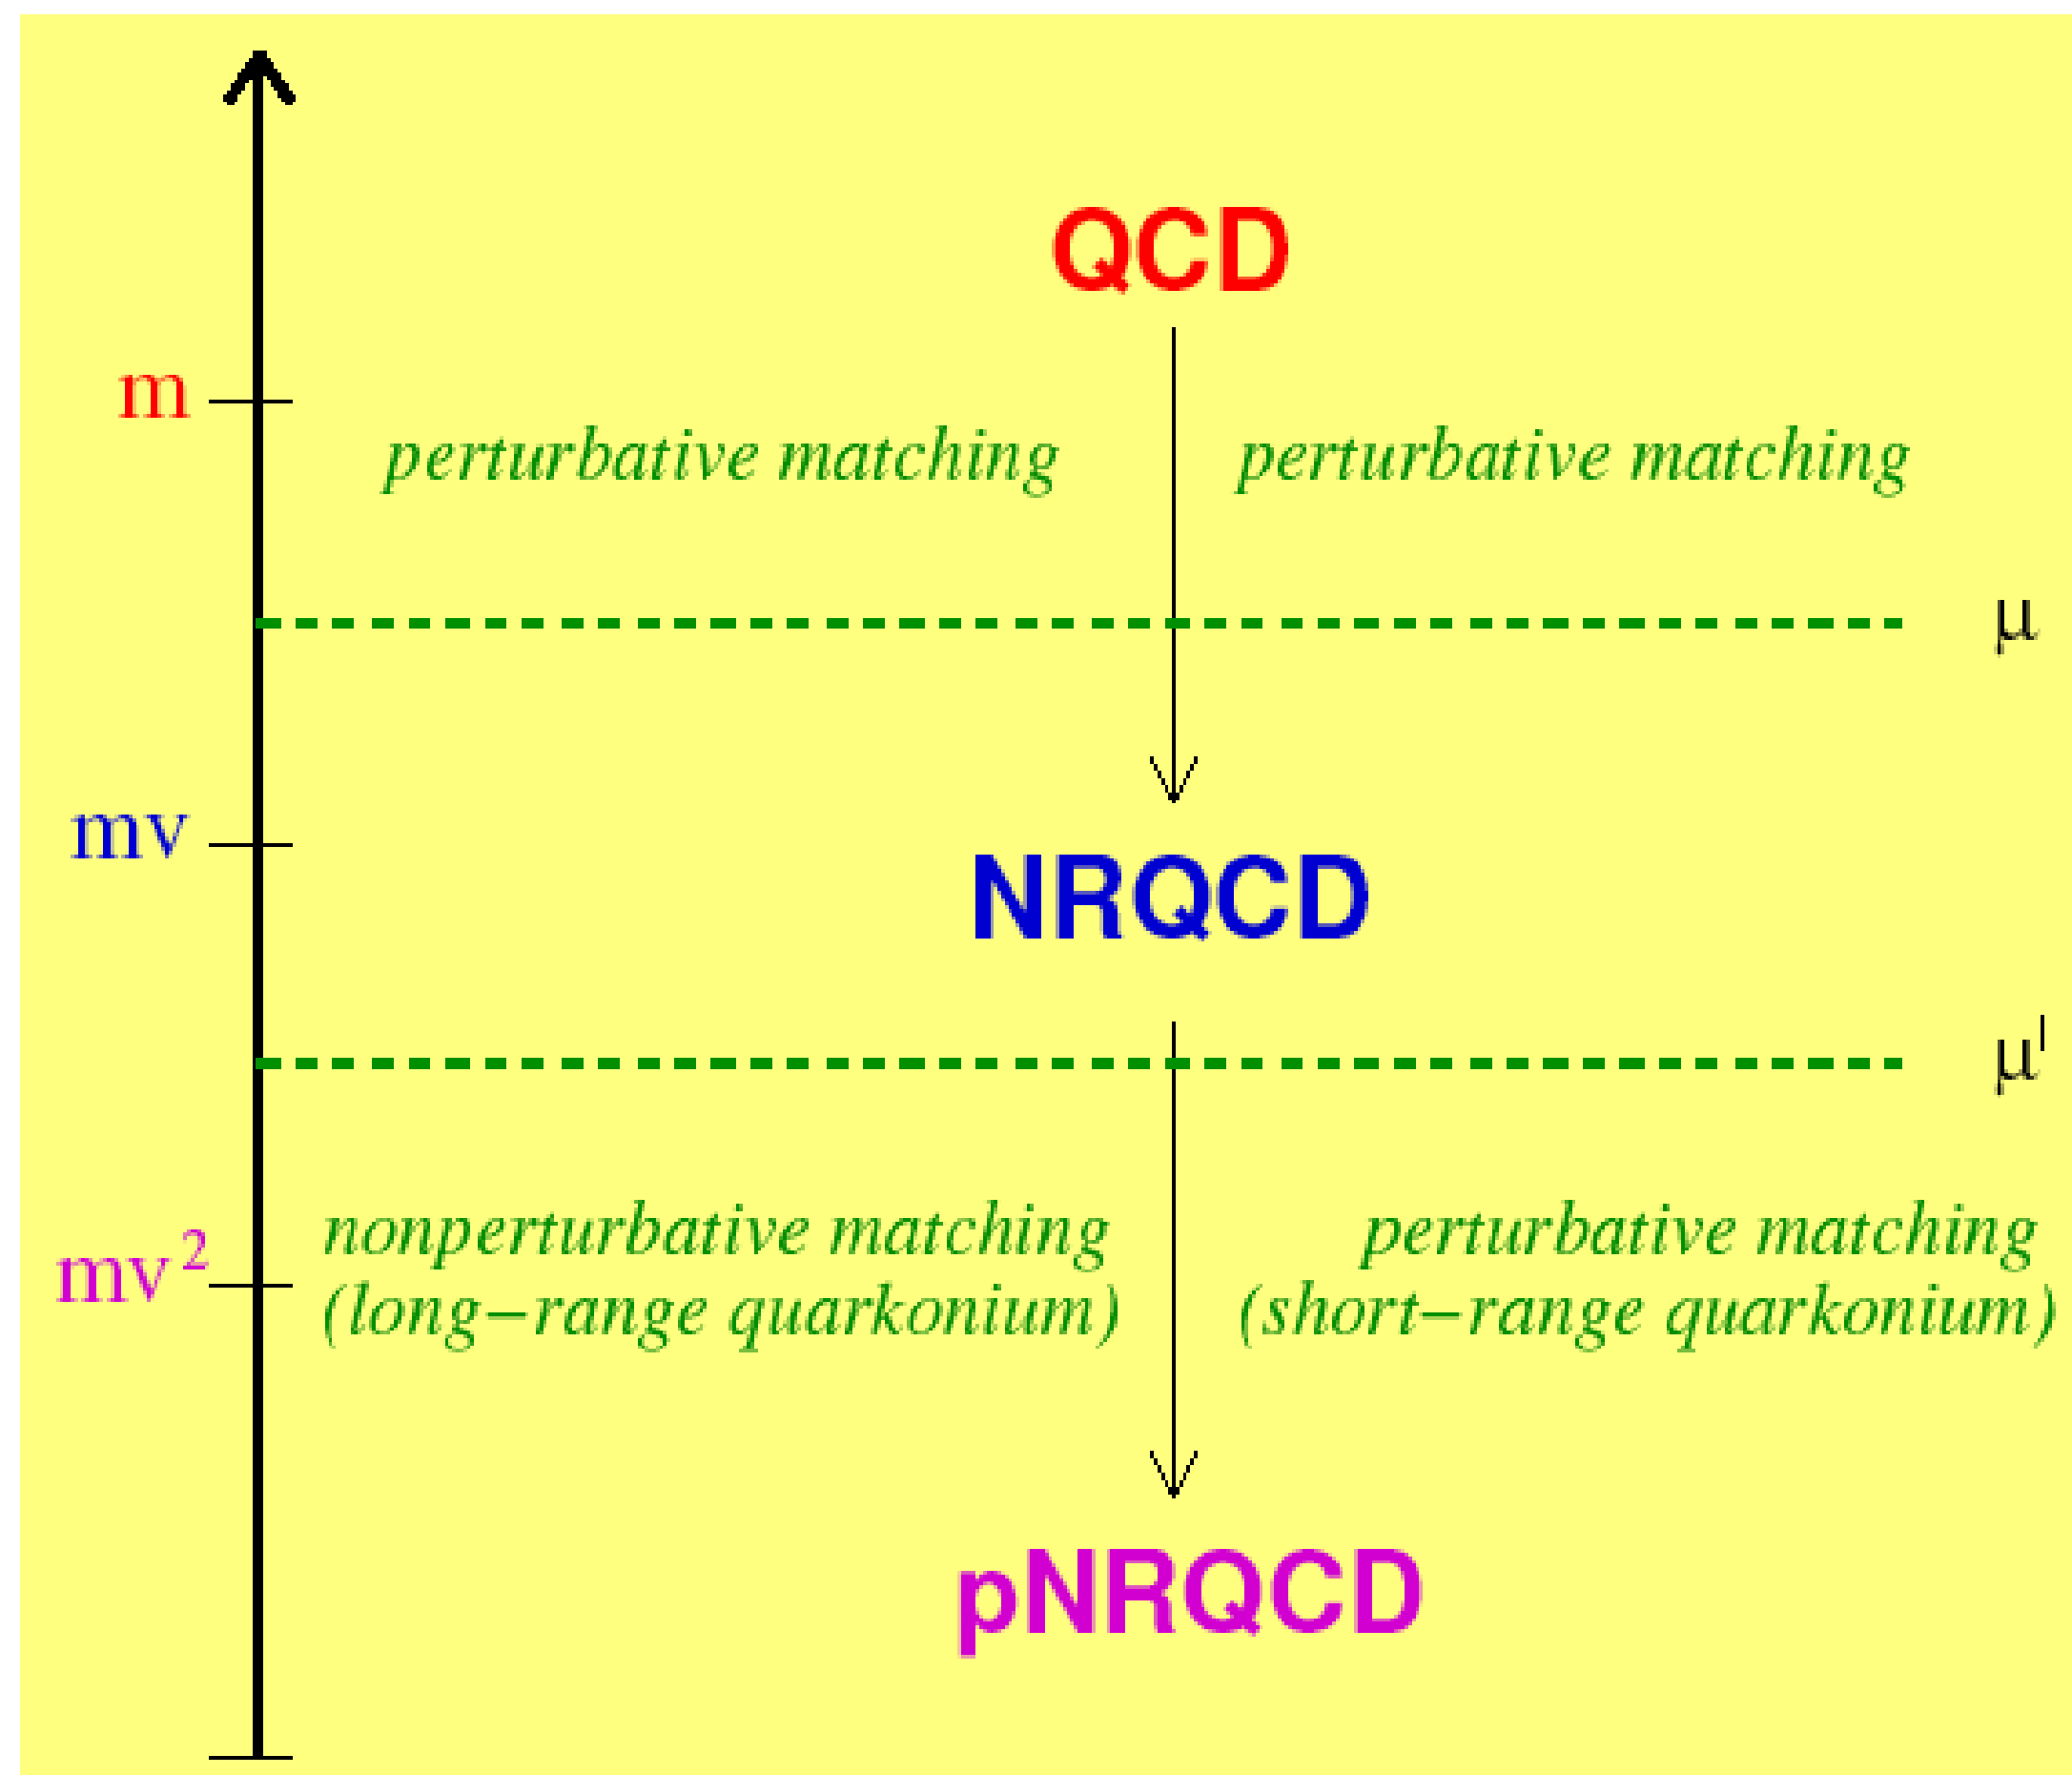 QCD
m
perturbative matching perturbative matching
μ
mv
NRQCD
μ'
nonperturbative matching perturbative matching
mv²
(long–range quarkonium) (short–range quarkonium)
pNRQCD